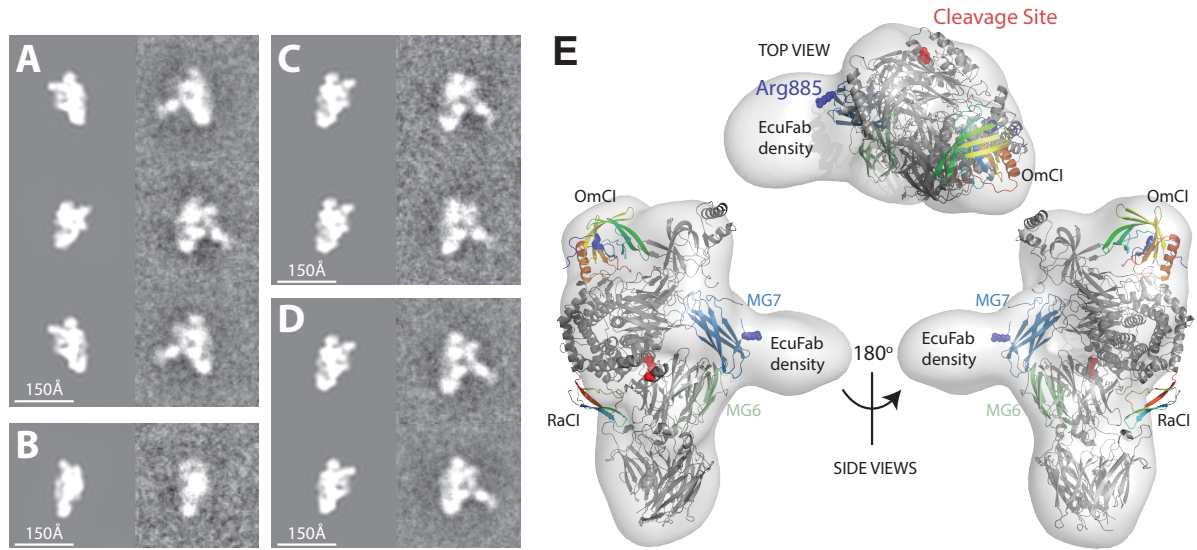 A
150Å
B
150Å
C
150Å
D
150Å
E
Cleavage Site
TOP VIEW
Arg885
EcuFab
density
OmCI
OmCI
MG7
EcuFab
density
MG6
RaCI
180º
SIDE VIEWS
OmCI
MG7
EcuFab
density
MG6
RaCI